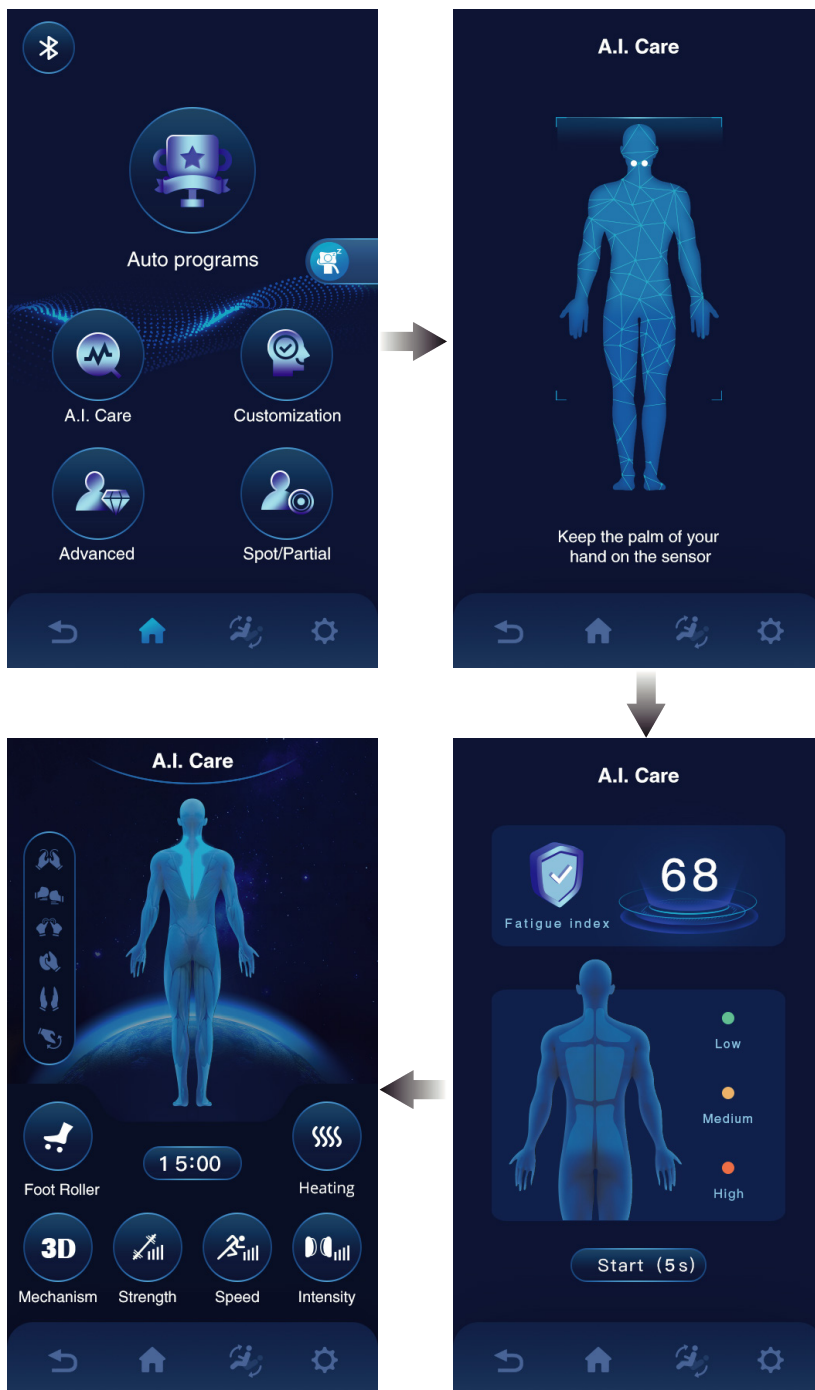 Auto programs
z
A.I. Care
Customization
Advanced
Spot/Partial
A.I. Care
Keep the palm of your
hand on the sensor
A.I. Care
68
Fatigue index
Low
Medium
High
Start (5s)
A.I. Care
Foot Roller
15:00
Heating
3D
Mechanism
Strength
Speed
Intensity